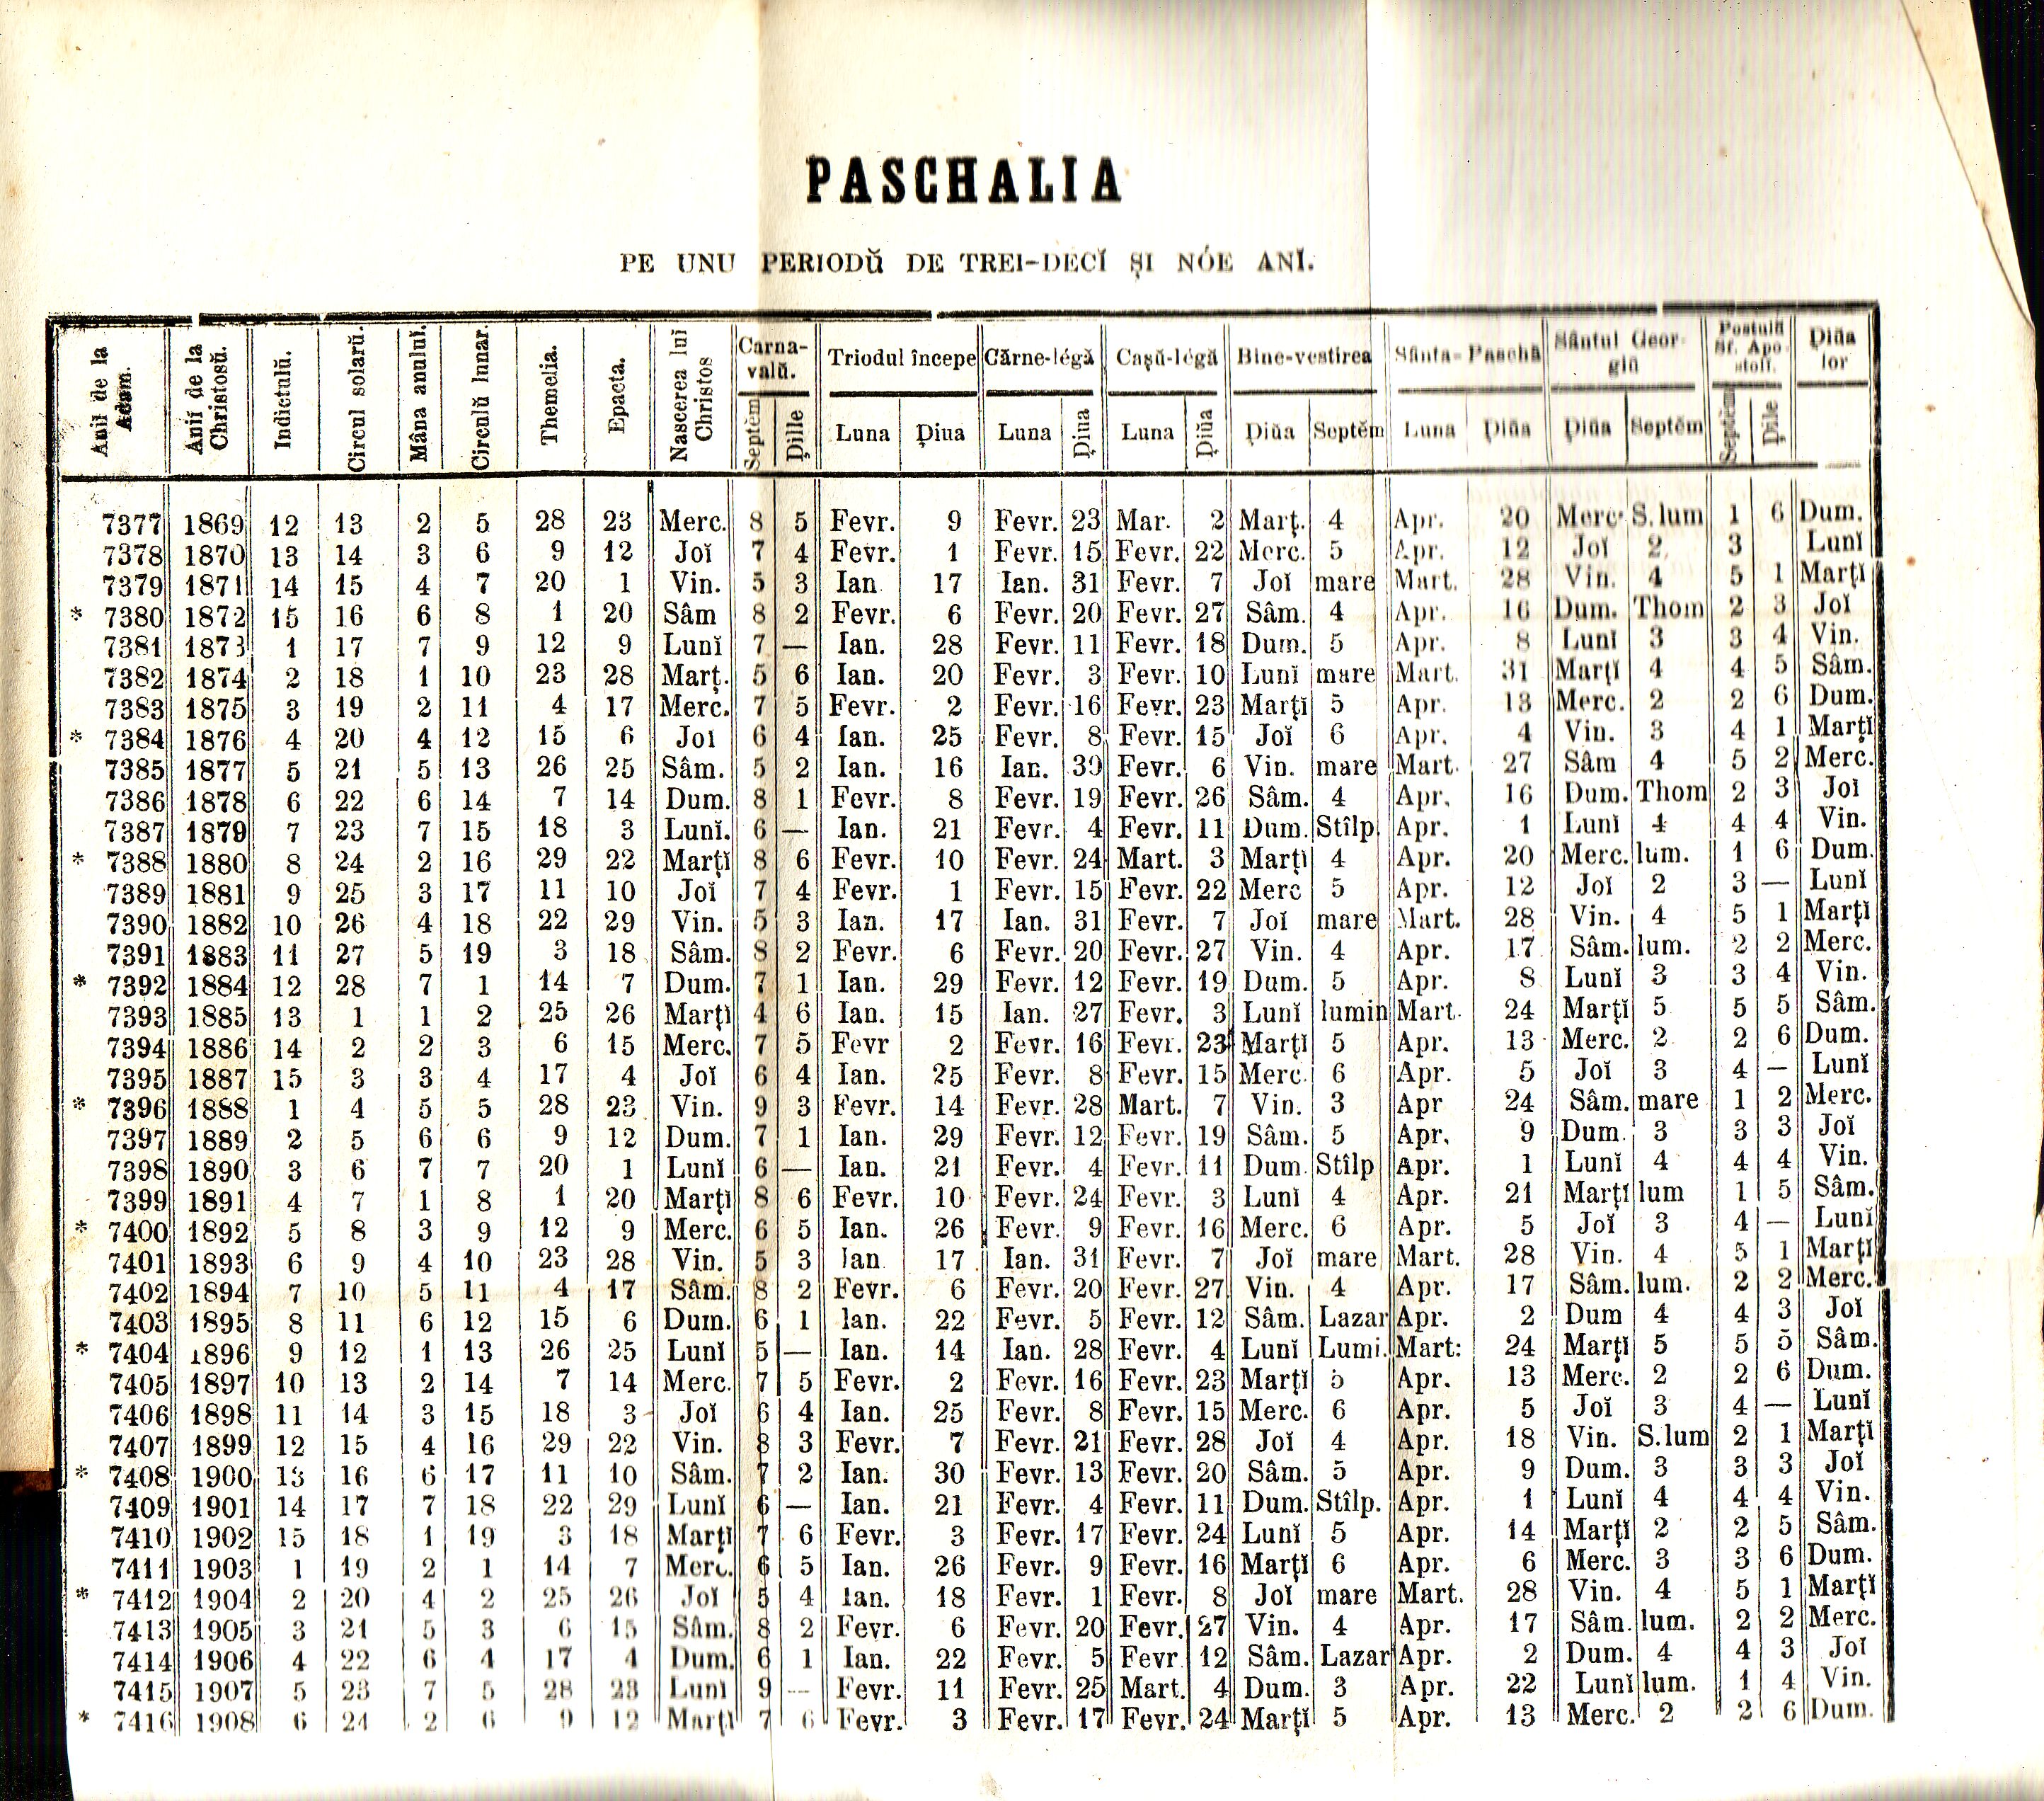 PASCHALIA
PE UNU PERIODŬ DE TREI-DECĬ ȘI NÓE ANĬ.
Aniĭ de la Adam. Aniĭ de la Christosŭ. Indictulŭ. Circul solarŭ. Mâna anuluĭ. Circulŭ lunar. Themelia. Epacta. Nascerea lui Christos Carna-valŭ. Triodul începe Cărne-légă Cașŭ-légă Bine-vestirea Sânta-Paschă Sântul Georgiŭ Postulŭ Sf. Apostolĭ. Ḑiŭa lor
Septĕm Ḑille Luna Ḑiua Luna Ḑiua Luna Ḑiŭa Ḑiŭa Septĕm Luna Ḑiŭa Ḑiŭa Septĕm Septĕm Ḑile
7377 1869 12 13 2 5 28 23 Merc. 8 5 Fevr. 9 Fevr. 23 Mar. 2 Marț. 4 Apr. 20 Merc. S. lum 1 6 Dum.
7378 1870 13 14 3 6 9 12 Joĭ 7 4 Fevr. 1 Fevr. 15 Fevr. 22 Merc. 5 Apr. 12 Joĭ 2 3 Lunĭ
7379 1871 14 15 4 7 20 1 Vin. 5 3 Ian 17 Ian. 31 Fevr. 7 Joĭ mare Mart. 28 Vin. 4 5 1 Marțĭ
* 7380 1872 15 16 6 8 1 20 Sâm 8 2 Fevr. 6 Fevr. 20 Fevr. 27 Sâm. 4 Apr. 16 Dum. Thom 2 3 Joĭ
7381 1873 1 17 7 9 12 9 Lunĭ 7 — Ian. 28 Fevr. 11 Fevr. 18 Dum. 5 Apr. 8 Lunĭ 3 3 4 Vin.
7382 1874 2 18 1 10 23 28 Marț. 5 6 Ian. 20 Fevr. 3 Fevr. 10 Lunĭ mare Mart. 31 Marțĭ 4 4 5 Sâm.
7383 1875 3 19 2 11 4 17 Merc. 7 5 Fevr. 2 Fevr. 16 Fevr. 23 Marțĭ 5 Apr. 13 Merc. 2 2 6 Dum.
* 7384 1876 4 20 4 12 15 6 Joi 6 4 Ian. 25 Fevr. 8 Fevr. 15 Joĭ 6 Apr. 4 Vin. 3 4 1 Marțĭ
7385 1877 5 21 5 13 26 25 Sâm. 5 2 Ian. 16 Ian. 39 Fevr. 6 Vin. mare Mart. 27 Sâm 4 5 2 Merc.
7386 1878 6 22 6 14 7 14 Dum. 8 1 Fevr. 8 Fevr. 19 Fevr. 26 Sâm. 4 Apr. 16 Dum. Thom 2 3 Joĭ
7387 1879 7 23 7 15 18 3 Lunĭ. 6 — Ian. 21 Fevr. 4 Fevr. 11 Dum. Stîlp. Apr. 1 Lunĭ 4 4 4 Vin.
* 7388 1880 8 24 2 16 29 22 Marțĭ 8 6 Fevr. 10 Fevr. 24 Mart. 3 Marțĭ 4 Apr. 20 Merc. lum. 1 6 Dum.
7389 1881 9 25 3 17 11 10 Joĭ 7 4 Fevr. 1 Fevr. 15 Fevr. 22 Merc 5 Apr. 12 Joĭ 2 3 — Lunĭ
7390 1882 10 26 4 18 22 29 Vin. 5 3 Ian. 17 Ian. 31 Fevr. 7 Joĭ mare Mart. 28 Vin. 4 5 1 Marțĭ
7391 1883 11 27 5 19 3 18 Sâm. 8 2 Fevr. 6 Fevr. 20 Fevr. 27 Vin. 4 Apr. 17 Sâm. lum. 2 2 Merc.
* 7392 1884 12 28 7 1 14 7 Dum. 7 1 Ian. 29 Fevr. 12 Fevr. 19 Dum. 5 Apr. 8 Lunĭ 3 3 4 Vin.
7393 1885 13 1 1 2 25 26 Marțĭ 4 6 Ian. 15 Ian. 27 Fevr. 3 Lunĭ lumin Mart. 24 Marțĭ 5 5 5 Sâm.
7394 1886 14 2 2 3 6 15 Merc. 7 5 Fevr 2 Fevr. 16 Fevr. 23 Marțĭ 5 Apr. 13 Merc. 2 2 6 Dum.
7395 1887 15 3 3 4 17 4 Joĭ 6 4 Ian. 25 Fevr. 8 Fevr. 15 Merc. 6 Apr. 5 Joĭ 3 4 — Lunĭ
* 7396 1888 1 4 5 5 28 23 Vin. 9 3 Fevr. 14 Fevr. 28 Mart. 7 Vin. 3 Apr 24 Sâm. mare 1 2 Merc.
7397 1889 2 5 6 6 9 12 Dum. 7 1 Ian. 29 Fevr. 12 Fevr. 19 Sâm. 5 Apr. 9 Dum. 3 3 3 Joĭ
7398 1890 3 6 7 7 20 1 Lunĭ 6 — Ian. 21 Fevr. 4 Fevr. 11 Dum. Stîlp Apr. 1 Lunĭ 4 4 4 Vin.
7399 1891 4 7 1 8 1 20 Marțĭ 8 6 Fevr. 10 Fevr. 24 Fevr. 3 Lunĭ 4 Apr. 21 Marțĭ lum 1 5 Sâm.
* 7400 1892 5 8 3 9 12 9 Merc. 6 5 Ian. 26 Fevr. 9 Fevr. 16 Merc. 6 Apr. 5 Joĭ 3 4 — Lunĭ
7401 1893 6 9 4 10 23 28 Vin. 5 3 Ian 17 Ian. 31 Fevr. 7 Joĭ mare Mart. 28 Vin. 4 5 1 Marțĭ
7402 1894 7 10 5 11 4 17 Sâm. 8 2 Fevr. 6 Fevr. 20 Fevr. 27 Vin. 4 Apr. 17 Sâm. lum. 2 2 Merc.
7403 1895 8 11 6 12 15 6 Dum. 6 1 Ian. 22 Fevr. 5 Fevr. 12 Sâm. Lazar Apr. 2 Dum 4 4 3 Joĭ
* 7404 1896 9 12 1 13 26 25 Lunĭ 5 — Ian. 14 Ian. 28 Fevr. 4 Lunĭ Lumi. Mart: 24 Marțĭ 5 5 5 Sâm.
7405 1897 10 13 2 14 7 14 Merc. 7 5 Fevr. 2 Fevr. 16 Fevr. 23 Marțĭ 5 Apr. 13 Merc. 2 2 6 Dum.
7406 1898 11 14 3 15 18 3 Joĭ 6 4 Ian. 25 Fevr. 8 Fevr. 15 Merc. 6 Apr. 5 Joĭ 3 4 — Lunĭ
7407 1899 12 15 4 16 29 22 Vin. 8 3 Fevr. 7 Fevr. 21 Fevr. 28 Joĭ 4 Apr. 18 Vin. S. lum 2 1 Marțĭ
* 7408 1900 13 16 6 17 11 10 Sâm. 7 2 Ian. 30 Fevr. 13 Fevr. 20 Sâm. 5 Apr. 9 Dum. 3 3 3 Joĭ
7409 1901 14 17 7 18 22 29 Lunĭ 6 — Ian. 21 Fevr. 4 Fevr. 11 Dum. Stîlp. Apr. 1 Lunĭ 4 4 4 Vin.
7410 1902 15 18 1 19 3 18 Marțĭ 7 6 Fevr. 3 Fevr. 17 Fevr. 24 Lunĭ 5 Apr. 14 Marțĭ 2 2 5 Sâm.
7411 1903 1 19 2 1 14 7 Merc. 6 5 Ian. 26 Fevr. 9 Fevr. 16 Marțĭ 6 Apr. 6 Merc. 3 3 6 Dum.
* 7412 1904 2 20 4 2 25 26 Joĭ 5 4 Ian. 18 Fevr. 1 Fevr. 8 Joĭ mare Mart. 28 Vin. 4 5 1 Marțĭ
7413 1905 3 21 5 3 6 15 Sâm. 8 2 Fevr. 6 Fevr. 20 Fevr. 27 Vin. 4 Apr. 17 Sâm. lum. 2 2 Merc.
7414 1906 4 22 6 4 17 4 Dum. 6 1 Ian. 22 Fevr. 5 Fevr 12 Sâm. Lazar Apr. 2 Dum. 4 4 3 Joĭ
7415 1907 5 23 7 5 28 23 Lunĭ 9 — Fevr. 11 Fevr. 25 Mart. 4 Dum. 3 Apr. 22 Lunĭ lum. 1 4 Vin.
* 7416 1908 6 24 2 6 9 12 Marțĭ 7 6 Fevr. 3 Fevr. 17 Fevr. 24 Marțĭ 5 Apr. 13 Merc. 2 2 6 Dum.